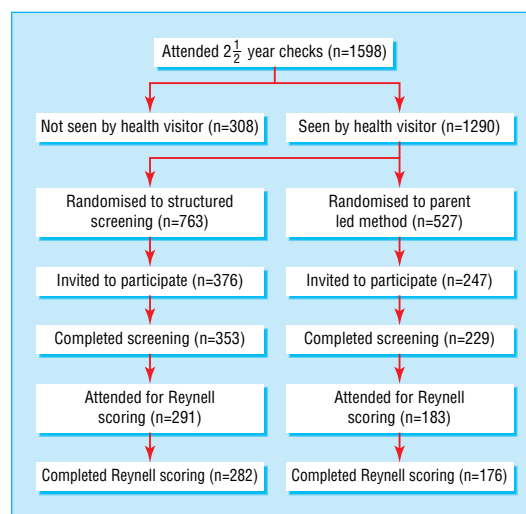 Attended 2 1/2 year checks (n=1598)
Not seen by health visitor (n=308)
Seen by health visitor (n=1290)
Randomised to structured
screening (n=763)
Randomised to parent
led method (n=527)
Invited to participate (n=376)
Invited to participate (n=247)
Completed screening (n=353)
Completed screening (n=229)
Attended for Reynell
scoring (n=291)
Attended for Reynell
scoring (n=183)
Completed Reynell scoring (n=282)
Completed Reynell scoring (n=176)